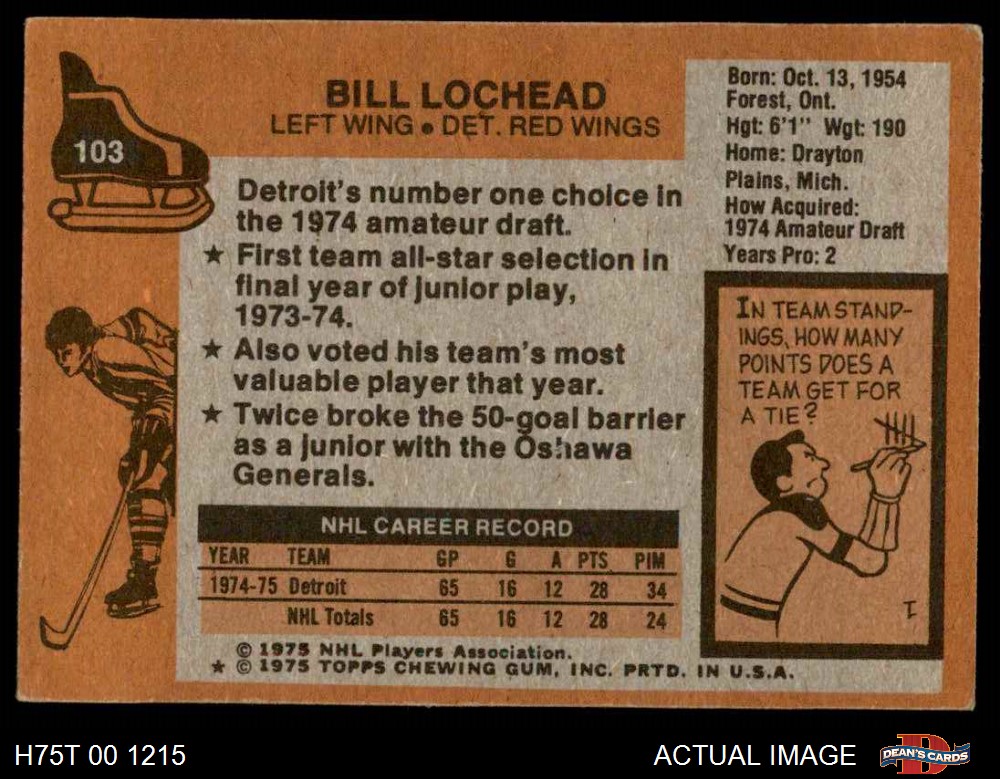 103
BILL LOCHEAD
LEFT WING • DET. RED WINGS
Detroit's number one choice in
the 1974 amateur draft.
★ First team all-star selection in
final year of junior play,
1973-74.
★ Also voted his team's most
valuable player that year.
★ Twice broke the 50-goal barrier
as a junior with the Oshawa
Generals.
Born: Oct. 13, 1954
Forest, Ont.
Hgt: 6'1" Wgt: 190
Home: Drayton
Plains, Mich.
How Acquired:
1974 Amateur Draft
Years Pro: 2
IN TEAM STAND-
INGS, HOW MANY
POINTS DOES A
TEAM GET FOR
A TIE?
T
NHL CAREER RECORD
YEAR TEAM GP G A PTS PIM
1974-75 Detroit 65 16 12 28 34
NHL Totals 65 16 12 28 24
© 1975 NHL Players Association.
★ © 1975 TOPPS CHEWING GUM, INC. PRTD. IN U.S.A.
H75T 00 1215
ACTUAL IMAGE
D
DEAN'S CARDS